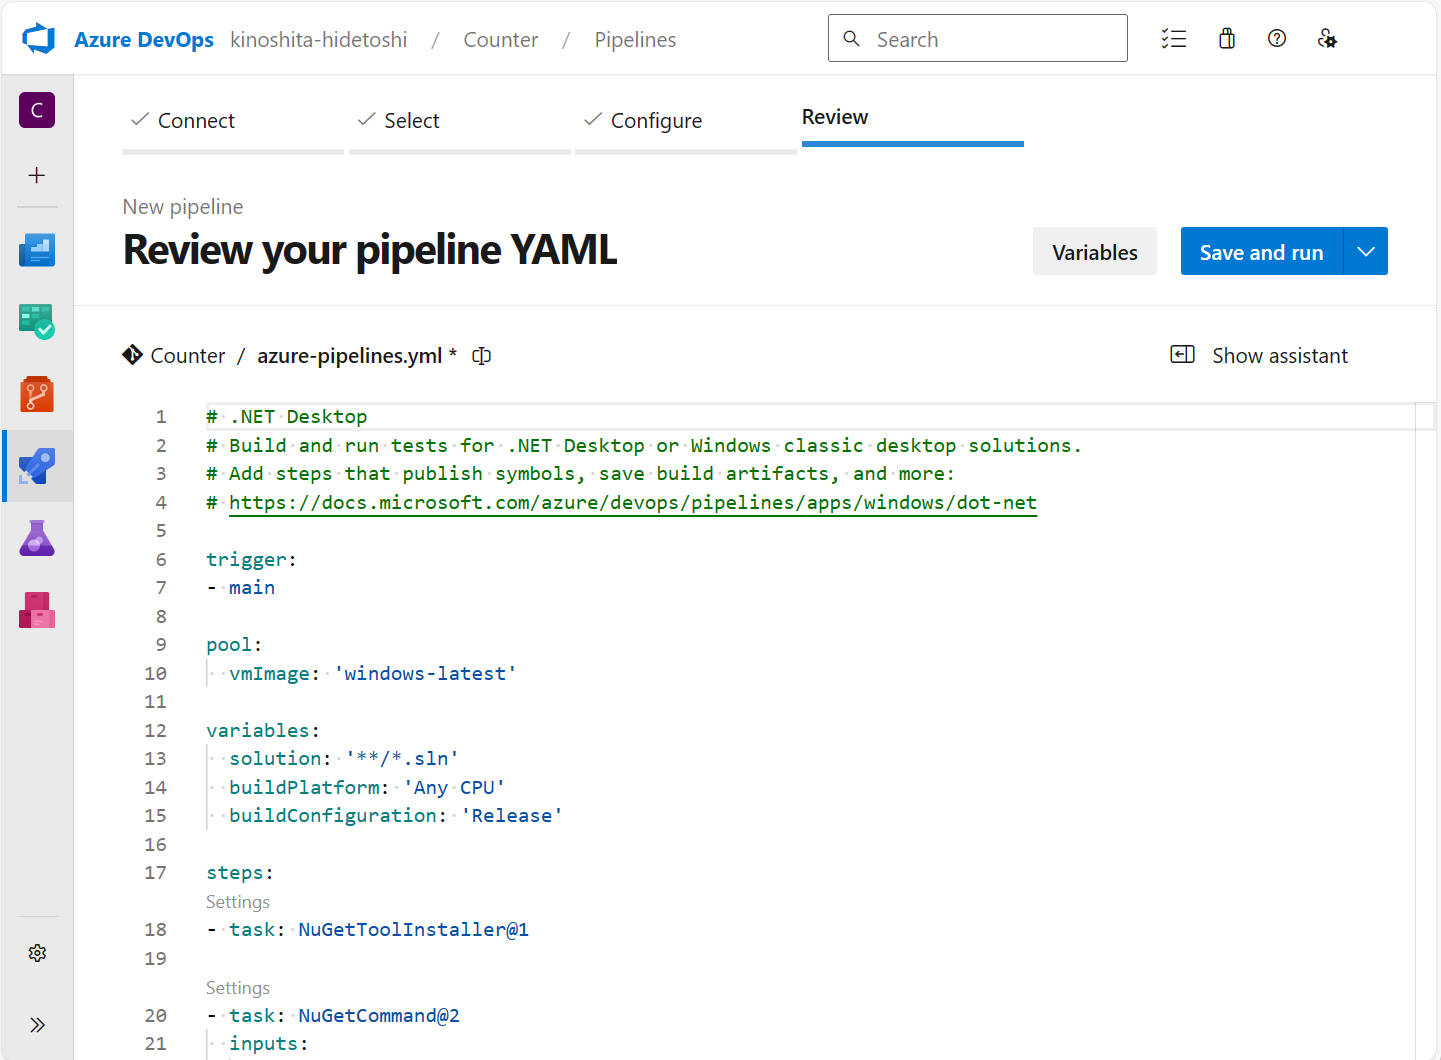 Azure DevOps kinoshita-hidetoshi / Counter / Pipelines Search
C
Connect Select Configure Review
New pipeline
Review your pipeline YAML
Variables Save and run
Counter / azure-pipelines.yml * Show assistant
1 # .NET Desktop
2 # Build and run tests for .NET Desktop or Windows classic desktop solutions.
3 # Add steps that publish symbols, save build artifacts, and more:
4 # https://docs.microsoft.com/azure/devops/pipelines/apps/windows/dot-net
5
6 trigger:
7 - main
8
9 pool:
10 vmImage: 'windows-latest'
11
12 variables:
13 solution: '**/*.sln'
14 buildPlatform: 'Any CPU'
15 buildConfiguration: 'Release'
16
17 steps:
Settings
18 - task: NuGetToolInstaller@1
19
Settings
20 - task: NuGetCommand@2
21 inputs: